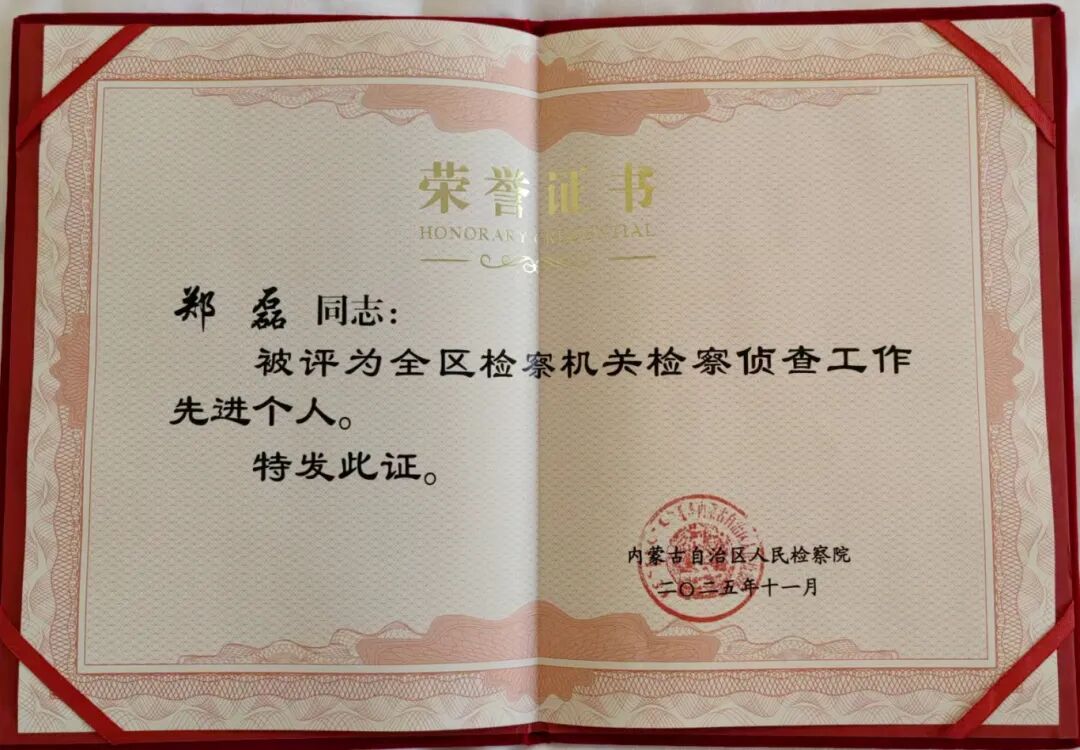 荣誉证书
HONORARY CREDENTIAL
郑 磊 同志：
被评为全区检察机关检察侦查工作
先进个人。
特发此证。
内蒙古自治区人民检察院
二〇二五年十一月